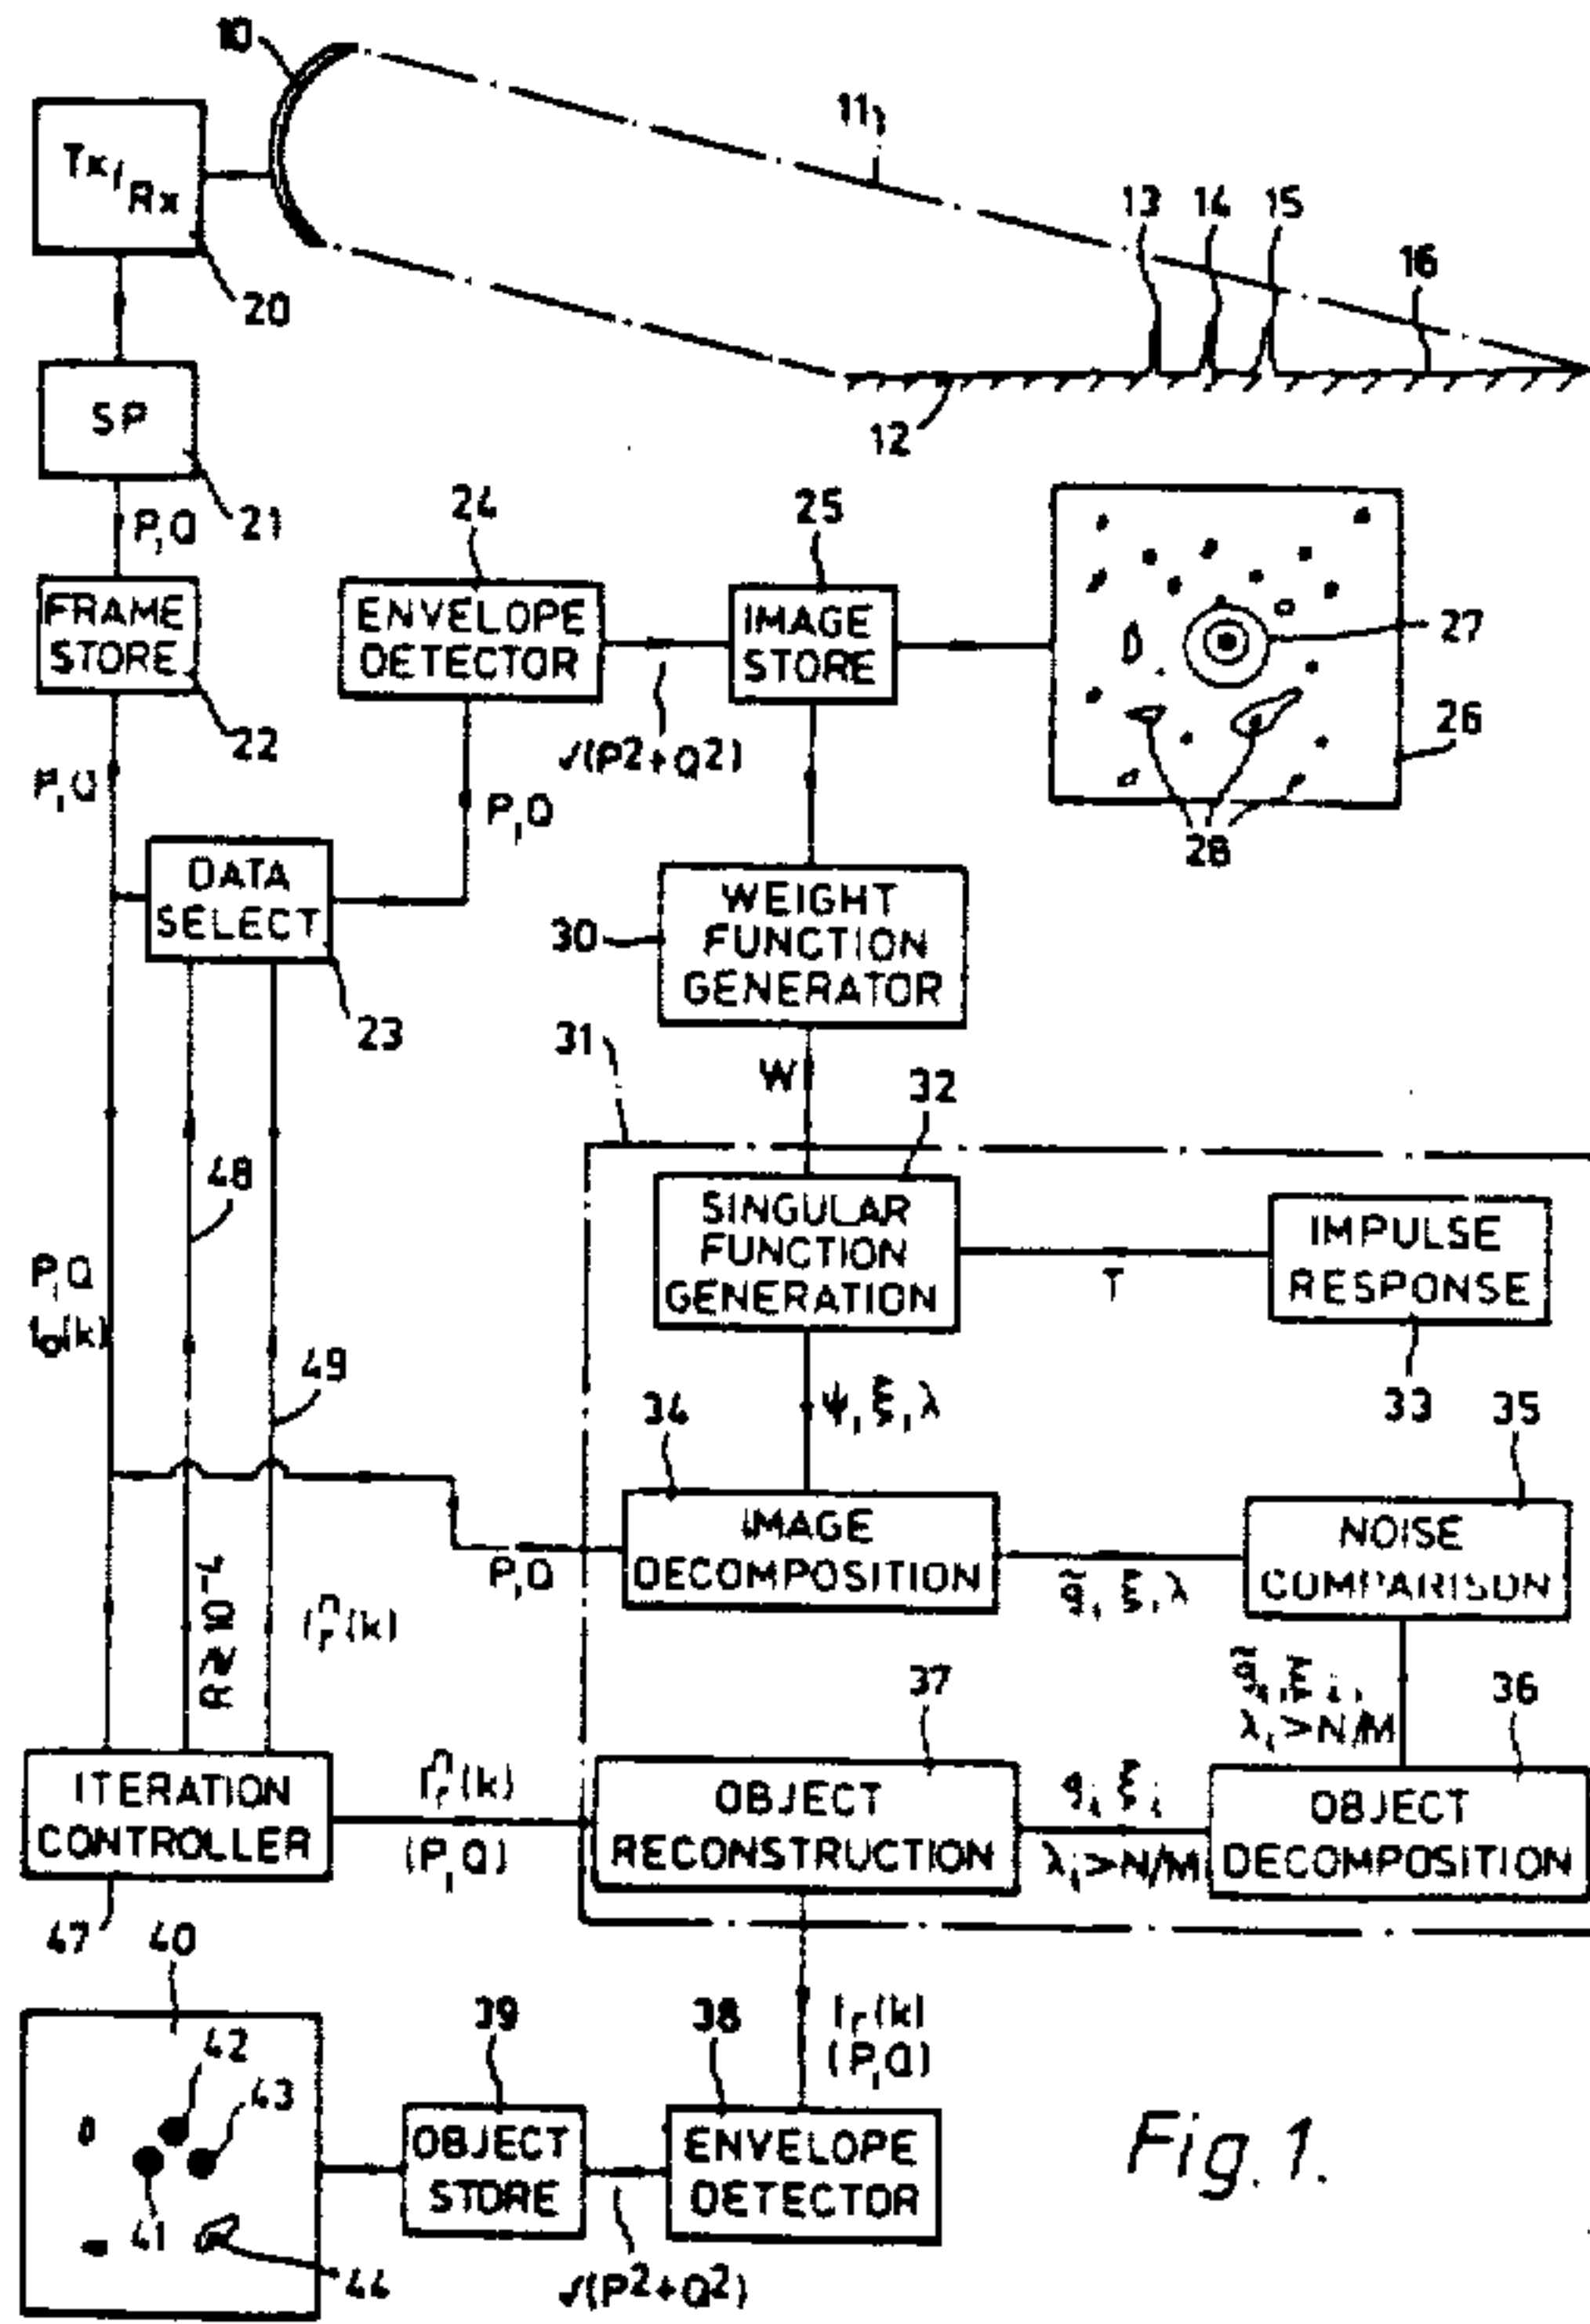 10
11
Tx/Rx
13 14 15
16
20
12
SP
21
P,Q
24
25
FRAME
STORE
ENVELOPE
DETECTOR
IMAGE
STORE
27
22
√(P²+Q²)
26
P,Q
P,Q
28
DATA
SELECT
23
30
WEIGHT
FUNCTION
GENERATOR
31
W
32
48
SINGULAR
FUNCTION
GENERATION
T
IMPULSE
RESPONSE
33
P,Q
49
34
ψ, ξ, λ
35
IMAGE
DECOMPOSITION
P,Q
NOISE
COMPARISON
ξ, λ
(k)
37
36
λi>N/M
ITERATION
CONTROLLER
(k)
(P,Q)
OBJECT
RECONSTRUCTION
λi>N/M
OBJECT
DECOMPOSITION
47
40
42
43
41
44
39
38
Ir(k)
(P,Q)
OBJECT
STORE
ENVELOPE
DETECTOR
√(P²+Q²)
Fig.1.